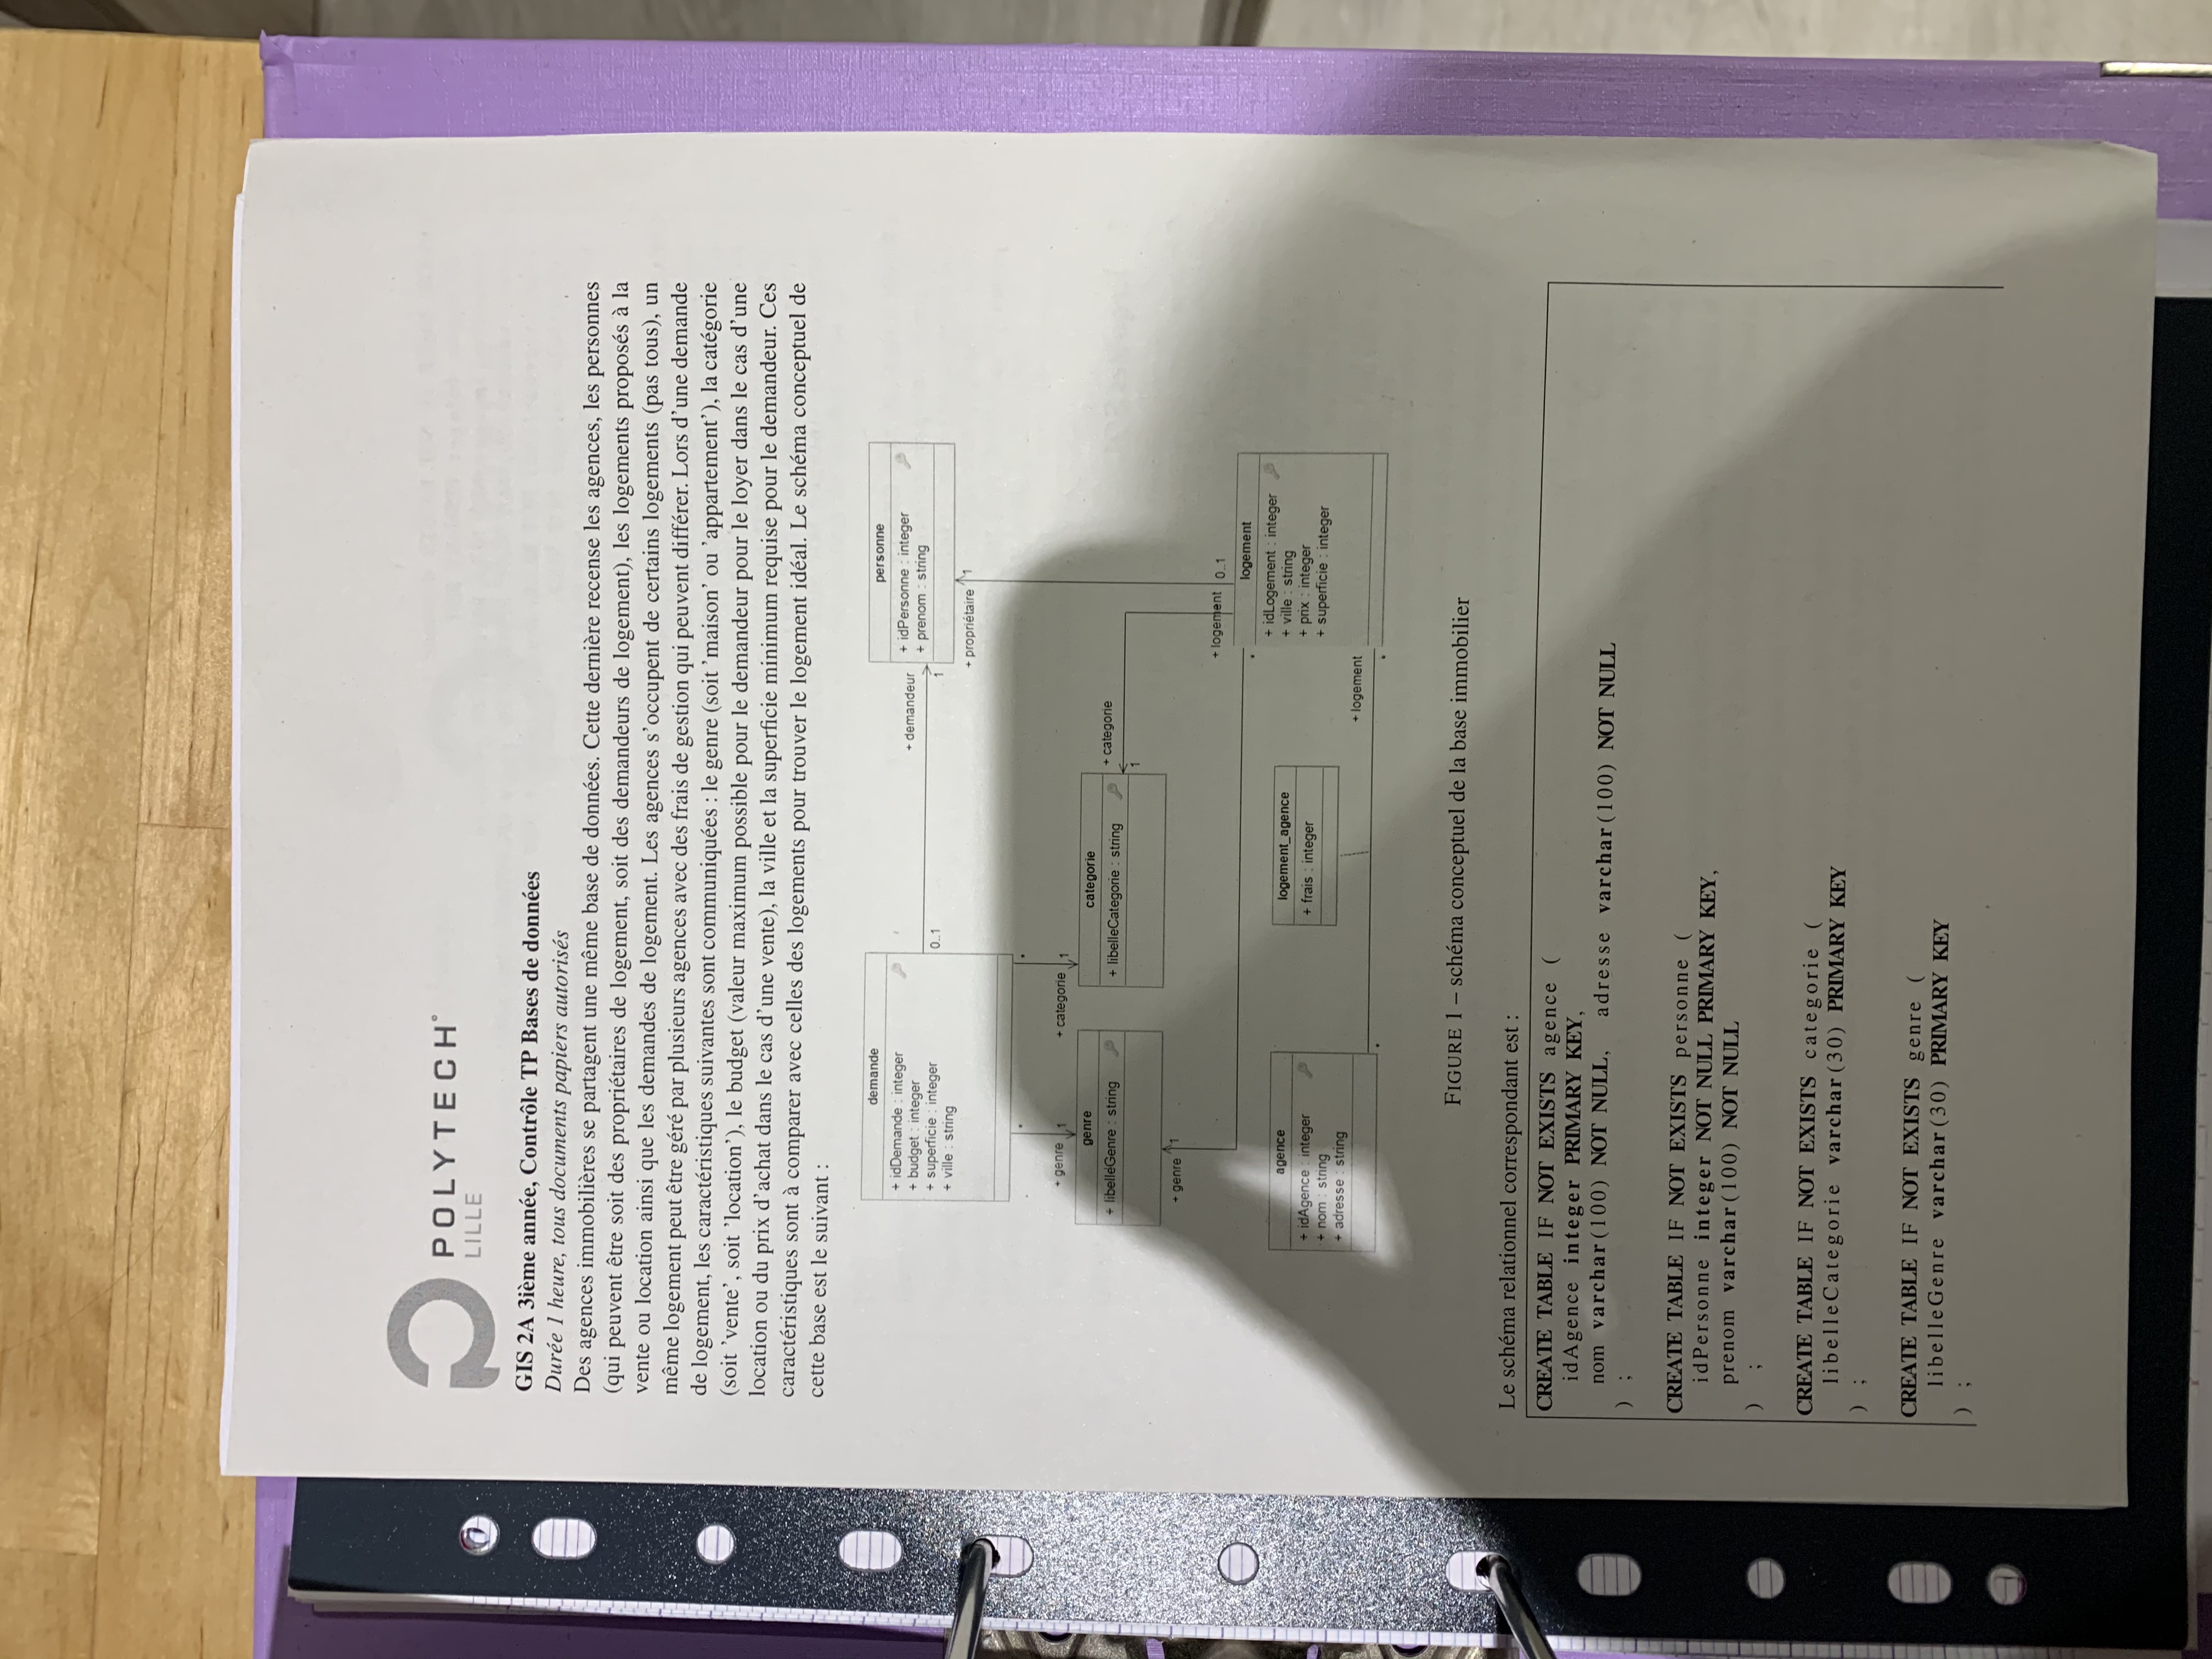 POLYTECH°
LILLE
GIS 2A 3ième année, Contrôle TP Bases de données
Durée 1 heure, tous documents papiers autorisés
Des agences immobilières se partagent une même base de données. Cette dernière recense les agences, les personnes
(qui peuvent être soit des propriétaires de logement, soit des demandeurs de logement), les logements proposés à la
vente ou location ainsi que les demandes de logement. Les agences s'occupent de certains logements (pas tous), un
même logement peut être géré par plusieurs agences avec des frais de gestion qui peuvent différer. Lors d'une demande
de logement, les caractéristiques suivantes sont communiquées : le genre (soit 'maison' ou 'appartement'), la catégorie
(soit 'vente', soit 'location'), le budget (valeur maximum possible pour le demandeur pour le loyer dans le cas d'une
location ou du prix d'achat dans le cas d'une vente), la ville et la superficie minimum requise pour le demandeur. Ces
caractéristiques sont à comparer avec celles des logements pour trouver le logement idéal. Le schéma conceptuel de
cette base est le suivant :
demande
+ idDemande : integer
+ budget : integer
+ superficie : integer
+ ville : string
personne
+ idPersonne : integer
+ prenom : string
+ demandeur
0..1
1
+ propriétaire
1
*
*
+ genre
1
+ categorie
1
genre
+ libelleGenre : string
categorie
+ libelleCategorie : string
+ categorie
1
+ genre
1
+ logement
0..1
*
logement
+ idLogement : integer
+ ville : string
+ prix : integer
+ superficie : integer
agence
+ idAgence : integer
+ nom : string
+ adresse : string
logement_agence
+ frais : integer
+ logement
*
*
FIGURE 1 – schéma conceptuel de la base immobilier
Le schéma relationnel correspondant est :
CREATE TABLE IF NOT EXISTS agence (
idAgence integer PRIMARY KEY,
nom varchar(100) NOT NULL, adresse varchar(100) NOT NULL
) ;
CREATE TABLE IF NOT EXISTS personne (
idPersonne integer NOT NULL PRIMARY KEY,
prenom varchar(100) NOT NULL
) ;
CREATE TABLE IF NOT EXISTS categorie (
libelleCategorie varchar(30) PRIMARY KEY
) ;
CREATE TABLE IF NOT EXISTS genre (
libelleGenre varchar(30) PRIMARY KEY
) ;